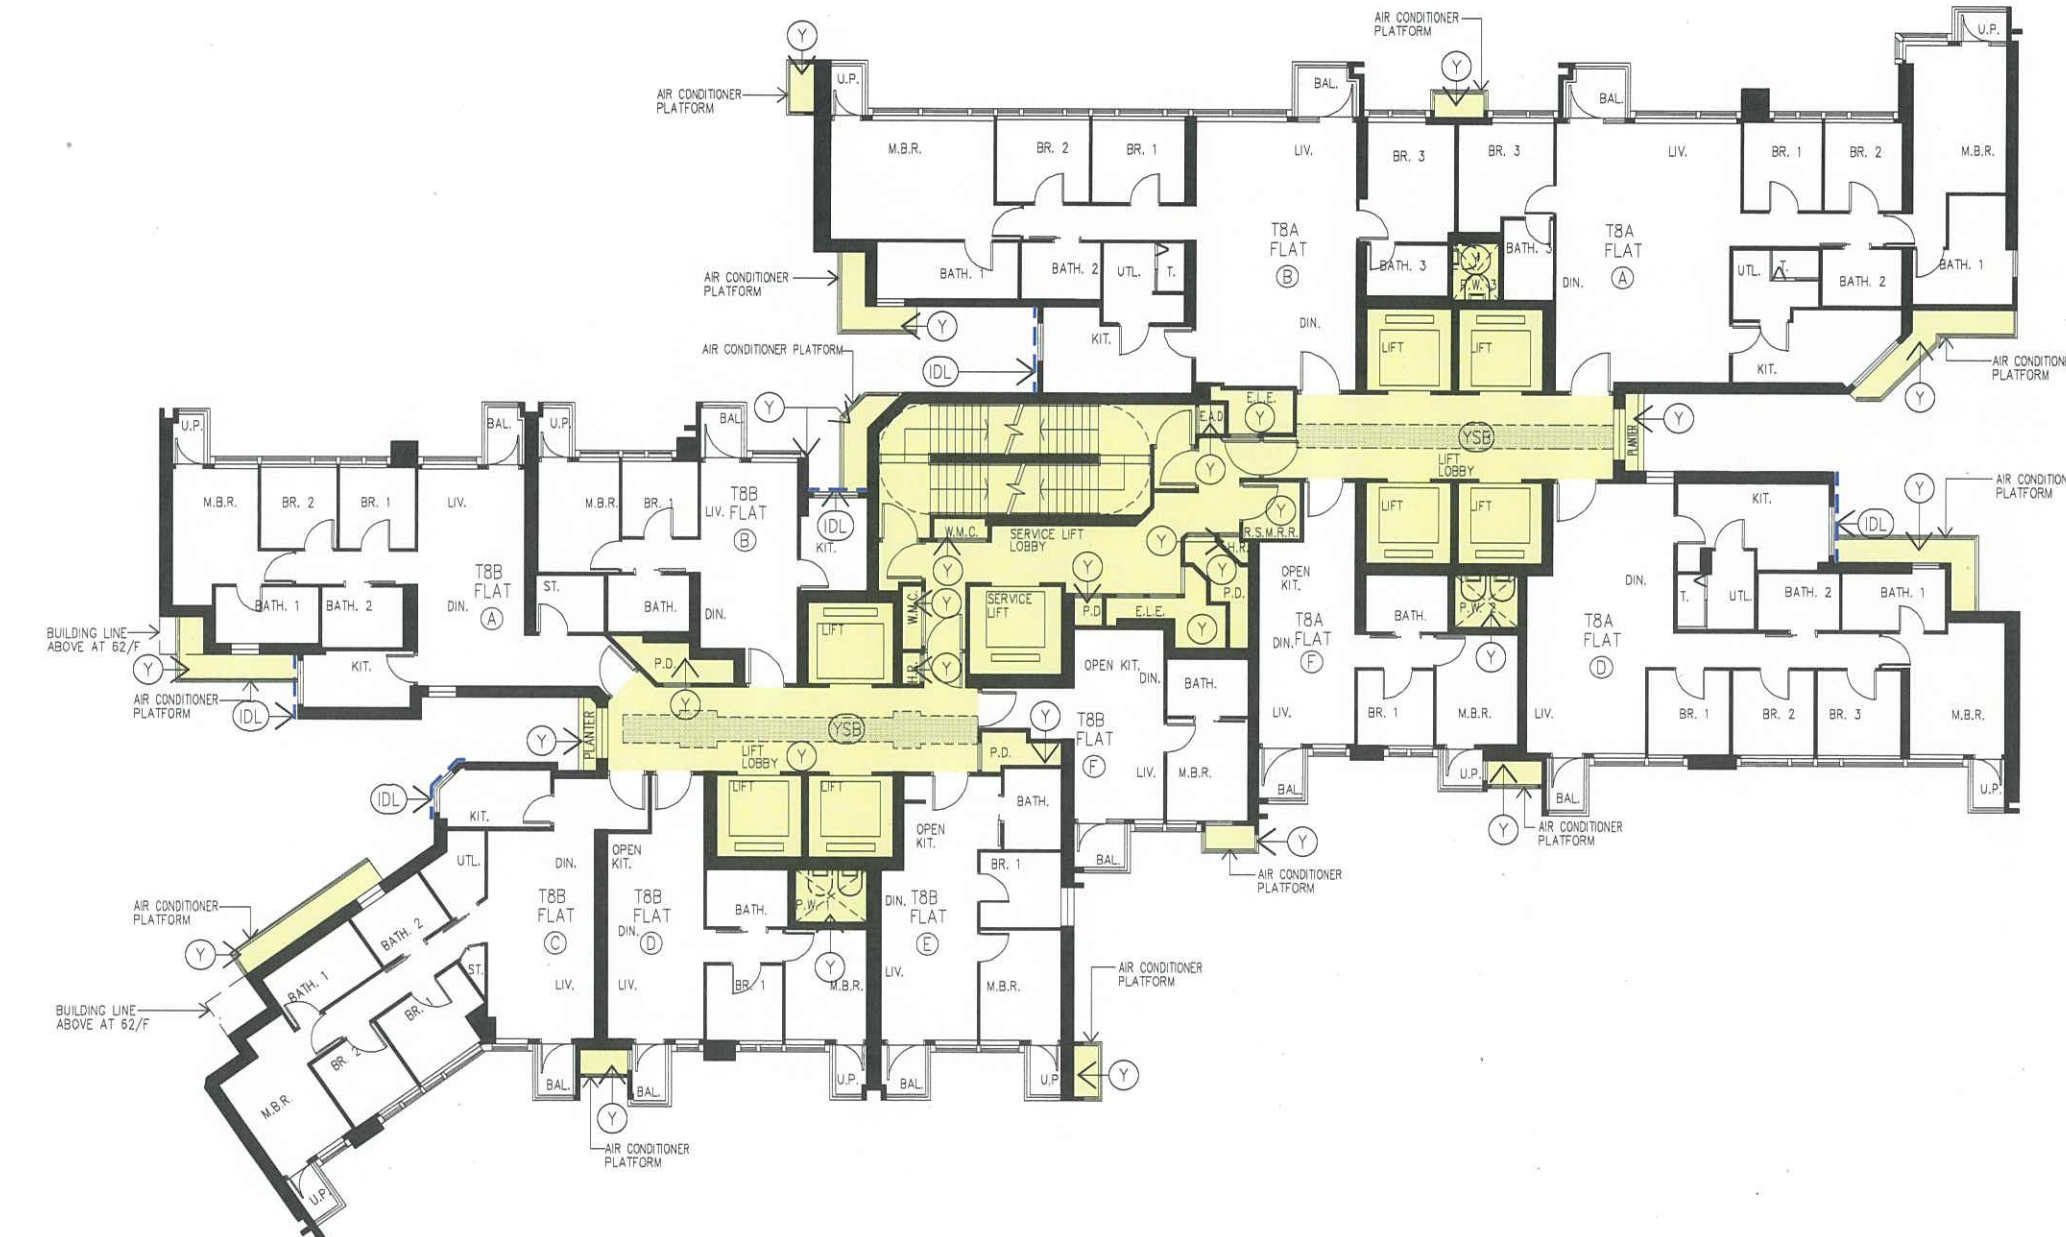 Y
AIR CONDITIONER
PLATFORM
U.P.
AIR CONDITIONER
PLATFORM
U.P.
BAL.
Y
BAL.
M.B.R.
BR. 2
BR. 1
LIV.
BR. 3
BR. 3
LIV.
BR. 1
BR. 2
M.B.R.
T8A
FLAT
B
T8A
FLAT
A
AIR CONDITIONER
PLATFORM
BATH. 1
BATH. 2
UTL.
T.
BATH. 3
Y
P.W. 3
BATH. 3
DIN.
UTL.
T.
BATH. 2
BATH. 1
Y
DIN.
KIT.
IDL
LIFT
LIFT
KIT.
Y
AIR CONDITIONE
PLATFORM
AIR CONDITIONER PLATFORM
Y
E.A.D
E.L.E.
Y
YSB
LIFT
LOBBY
PLANTER
Y
Y
U.P.
BAL.
U.P.
BAL.
M.B.R.
BR. 2
BR. 1
LIV.
M.B.R.
BR. 1
LIV.
T8B
FLAT
B
IDL
KIT.
W.M.C.
SERVICE LIFT
LOBBY
Y
Y
R.S.M.R.R.
H.R.
LIFT
LIFT
KIT.
IDL
Y
AIR CONDITION
PLATFORM
T8B
FLAT
A
DIN.
BATH. 1
BATH. 2
ST.
BATH.
DIN.
LIFT
Y
W.M.C.
Y
SERVICE
LIFT
Y
P.D
E.L.E.
Y
Y
P.D.
OPEN
KIT.
T8A
FLAT
F
DIN.
BATH.
P.W. 2
Y
DIN.
T8A
FLAT
D
T.
UTL.
BATH. 2
BATH. 1
BUILDING LINE
ABOVE AT 62/F
Y
AIR CONDITIONER
PLATFORM
IDL
KIT.
P.D.
Y
H.R.
Y
OPEN KIT.
DIN.
BATH.
T8B
FLAT
F
LIV.
M.B.R.
LIV.
BR. 1
M.B.R.
LIV.
BR. 1
BR. 2
BR. 3
M.B.R.
Y
PLANTER
YSB
LIFT
LOBBY
Y
Y
P.D.
BAL.
U.P.
Y
BAL.
U.P.
IDL
KIT.
LIFT
LIFT
OPEN
KIT.
BATH.
BAL.
Y
Y
AIR CONDITIONER
PLATFORM
AIR CONDITIONER
PLATFORM
UTL.
DIN.
OPEN
KIT.
BR. 1
AIR CONDITIONER
PLATFORM
Y
BATH. 2
T8B
FLAT
C
T8B
FLAT
D
DIN.
BATH.
P.W.
DIN.
T8B
FLAT
E
BATH. 1
ST.
LIV.
LIV.
BR. 1
Y
M.B.R.
LIV.
M.B.R.
AIR CONDITIONER
PLATFORM
BUILDING LINE
ABOVE AT 62/F
BR. 1
BR. 2
M.B.R.
U.P.
BAL.
BAL.
U.P.
BAL.
U.P
Y
Y
AIR CONDITIONER
PLATFORM